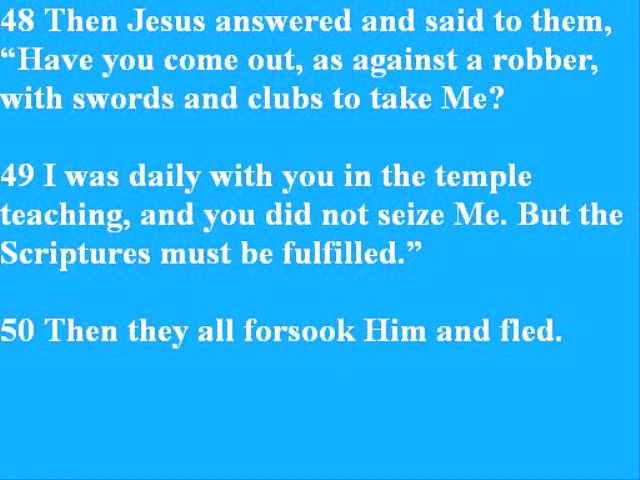 48 Then Jesus answered and said to them,
“Have you come out, as against a robber,
with swords and clubs to take Me?
49 I was daily with you in the temple
teaching, and you did not seize Me. But the
Scriptures must be fulfilled.”
50 Then they all forsook Him and fled.